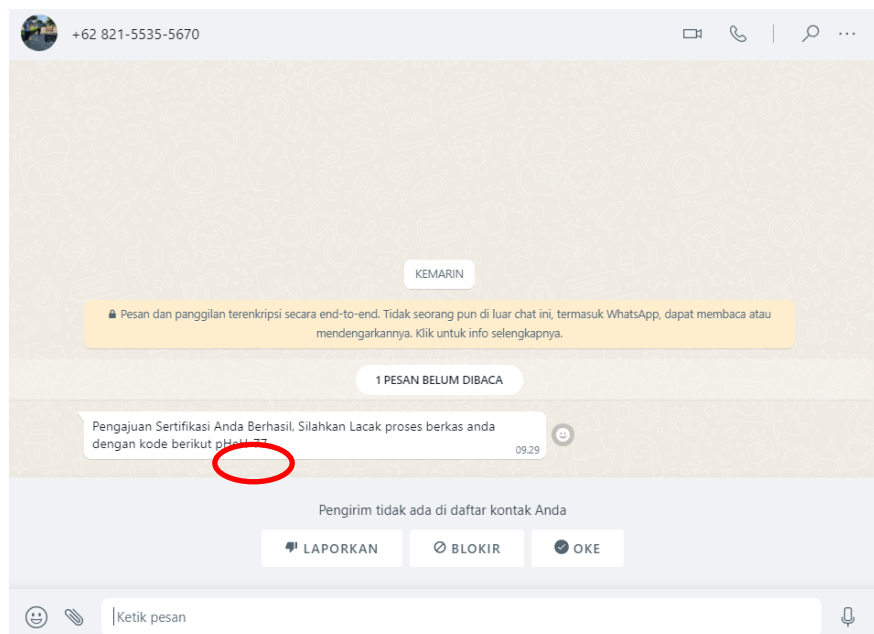 +62 821-5535-5670
KEMARIN
Pesan dan panggilan terenkripsi secara end-to-end. Tidak seorang pun di luar chat ini, termasuk WhatsApp, dapat membaca atau
mendengarkannya. Klik untuk info selengkapnya.
1 PESAN BELUM DIBACA
Pengajuan Sertifikasi Anda Berhasil, Silahkan Lacak proses berkas anda
dengan kode berikut
09.29
Pengirim tidak ada di daftar kontak Anda
LAPORKAN
BLOKIR
OKE
Ketik pesan